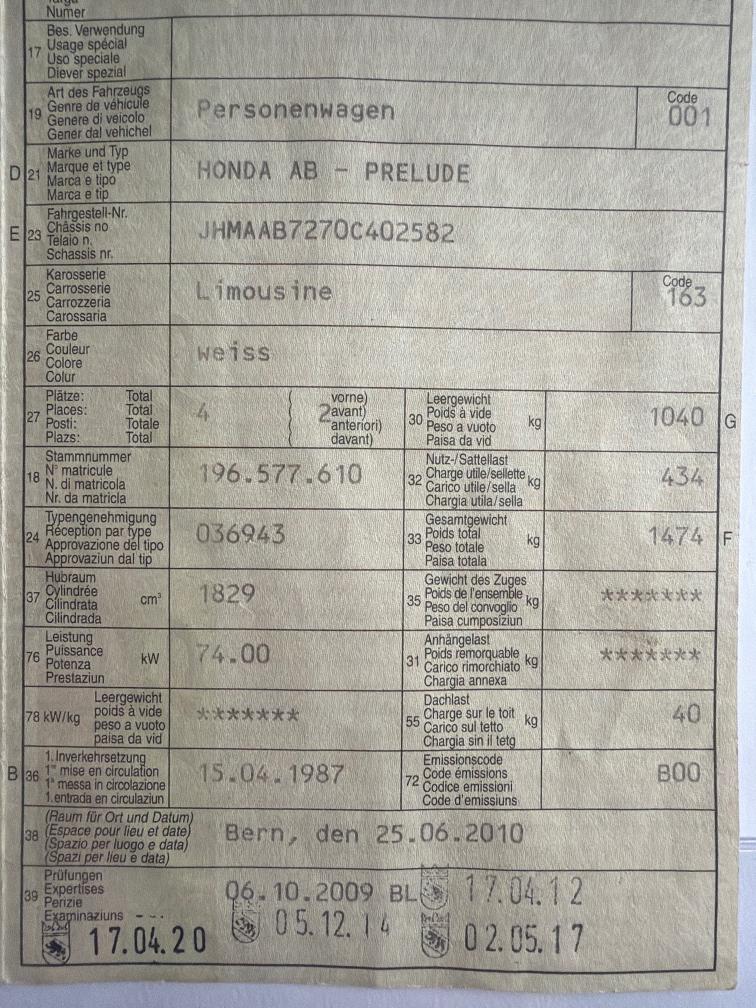 Numer
17 Bes. Verwendung
Usage spécial
Uso speciale
Diever spezial
19 Art des Fahrzeugs
Genre de véhicule
Genere di veicolo
Gener dal vehichel
Personenwagen
Code
001
D 21 Marke und Typ
Marque et type
Marca e tipo
Marca e tip
HONDA AB - PRELUDE
E 23 Fahrgestell-Nr.
Châssis no
Telaio n.
Schassis nr.
JHMAAB7270C402582
25 Karosserie
Carrosserie
Carrozzeria
Carossaria
Limousine
Code
163
26 Farbe
Couleur
Colore
Colur
weiss
27 Plätze: Total
Places: Total
Posti: Totale
Plazs: Total
4
2
vorne)
avant)
anteriori)
davant)
30 Leergewicht
Poids à vide
Peso a vuoto
Paisa da vid
kg
1040
G
18 Stammnummer
N° matricule
N. di matricola
Nr. da matricla
196.577.610
32 Nutz-/Sattellast
Charge utile/sellette
Carico utile/sella
Chargia utila/sella
kg
434
24 Typengenehmigung
Réception par type
Approvazione del tipo
Approvaziun dal tip
036943
33 Gesamtgewicht
Poids total
Peso totale
Paisa totala
kg
1474
F
37 Hubraum
Cylindrée
Cilindrata
Cilindrada
cm³
1829
35 Gewicht des Zuges
Poids de l'ensemble
Peso del convoglio
Paisa cumposiziun
kg
*******
76 Leistung
Puissance
Potenza
Prestaziun
kW
74.00
31 Anhängelast
Poids remorquable
Carico rimorchiato
Chargia annexa
kg
*******
78 kW/kg
Leergewicht
poids à vide
peso a vuoto
paisa da vid
*******
55 Dachlast
Charge sur le toit
Carico sul tetto
Chargia sin il tetg
kg
40
B 36 1. Inverkehrsetzung
1re mise en circulation
1a messa in circolazione
1. entrada en circulaziun
15.04.1987
72 Emissionscode
Code émissions
Codice emissioni
Code d'emissiuns
B00
38 (Raum für Ort und Datum)
(Espace pour lieu et date)
(Spazio per luogo e data)
(Spazi per lieu e data)
Bern, den 25.06.2010
39 Prüfungen
Expertises
Perizie
Examinaziuns
06.10.2009 BL
17.04.12
05.12.14
17.04.20
02.05.17